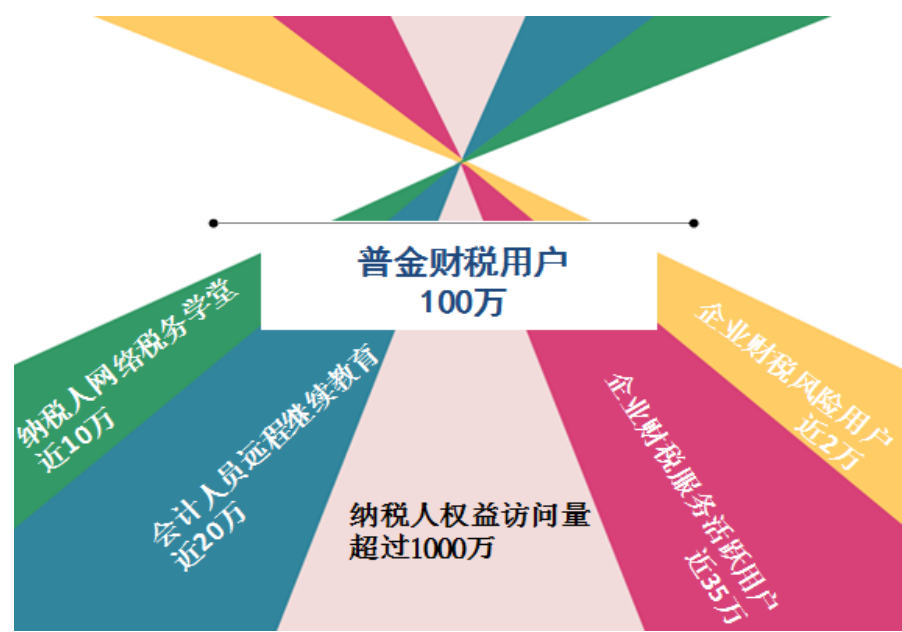 普金财税用户
100万
纳税人网络税务学堂
近10万
会计人员远程继续教育
近20万
纳税人权益访问量
超过1000万
企业财税服务活跃用户
近35万
企业财税风险用户
近2万